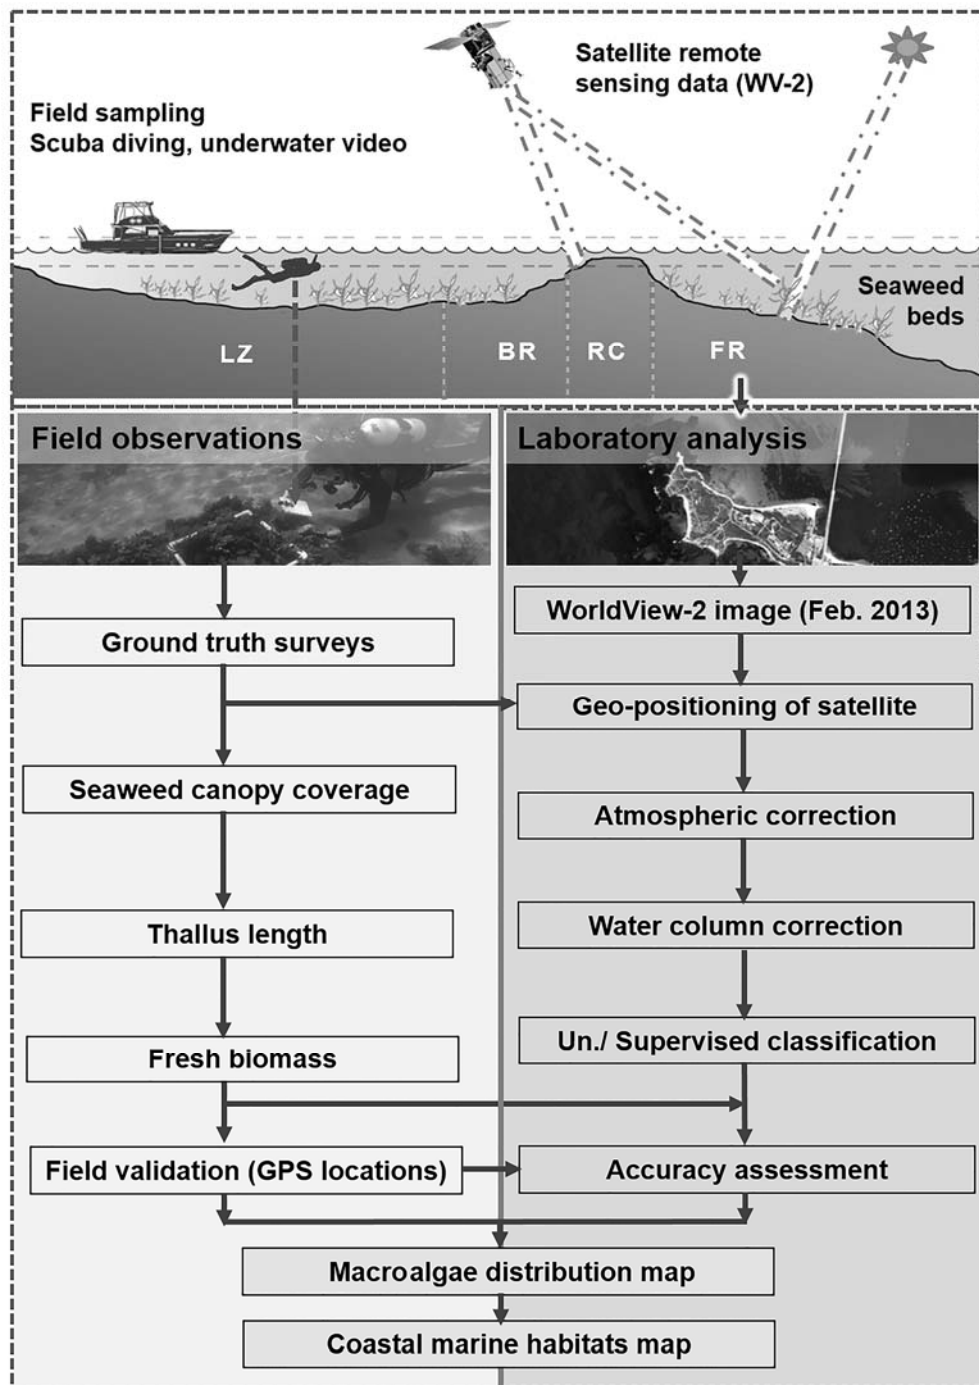 Satellite remote
sensing data (WV-2)
Field sampling
Scuba diving, underwater video
Seaweed
beds
LZ
BR
RC
FR
Field observations
Laboratory analysis
WorldView-2 image (Feb. 2013)
Ground truth surveys
Geo-positioning of satellite
Seaweed canopy coverage
Atmospheric correction
Thallus length
Water column correction
Fresh biomass
Un./ Supervised classification
Field validation (GPS locations)
Accuracy assessment
Macroalgae distribution map
Coastal marine habitats map